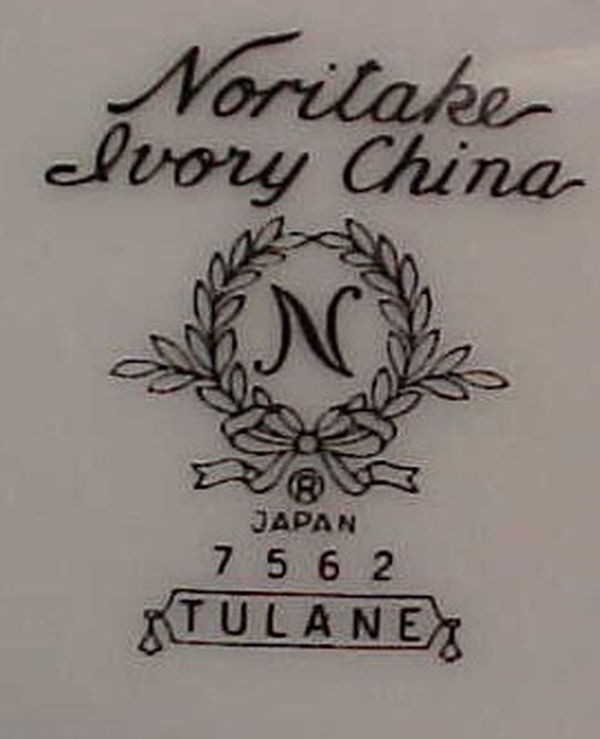 Noritake
Ivory China
N
®
JAPAN
7562
TULANE